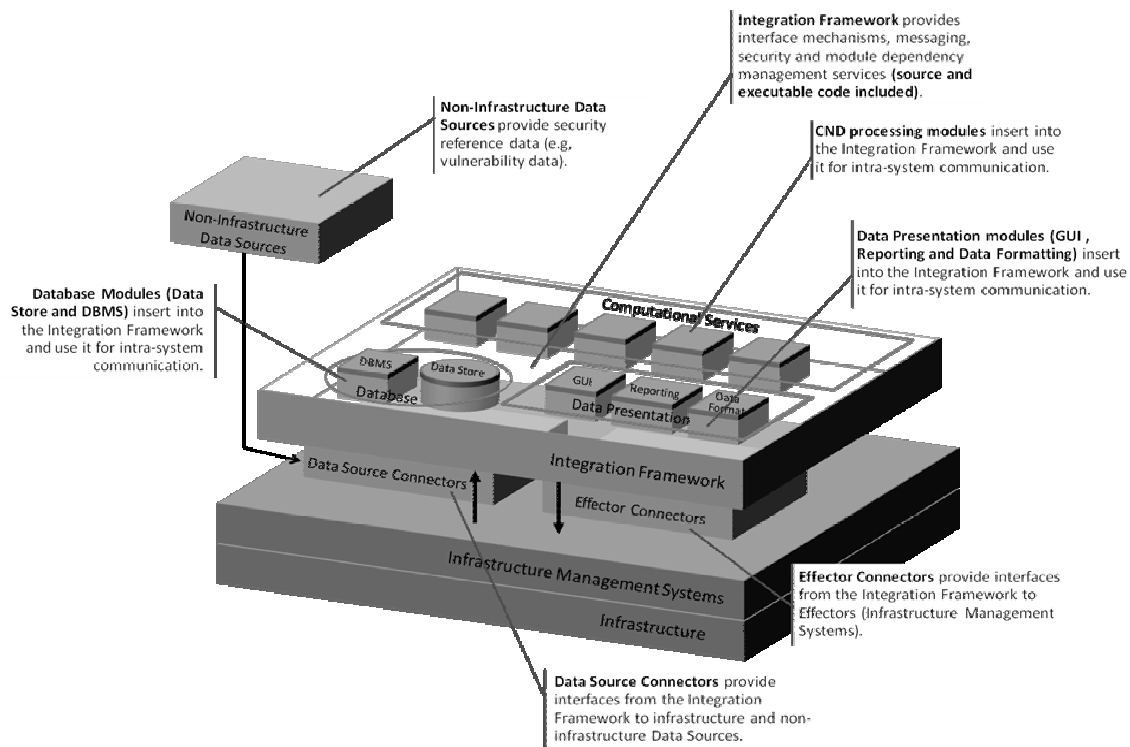 Integration Framework provides
interface mechanisms, messaging,
security and module dependency
management services (source and
executable code included).
Non-Infrastructure Data
Sources provide security
reference data (e.g,
vulnerability data).
CND processing modules insert into
the Integration Framework and use
it for intra-system communication.
Non-Infrastructure
Data Sources
Data Presentation modules (GUI ,
Reporting and Data Formatting) insert
into the Integration Framework and use
it for intra-system communication.
Database Modules (Data
Store and DBMS) insert into
the Integration Framework
and use it for intra-system
communication.
Computational Services
DBMS
Data Store
Database
GUI
Reporting
Data
Format
Data Presentation
Integration Framework
Data Source Connectors
Effector Connectors
Infrastructure Management Systems
Infrastructure
Effector Connectors provide interfaces
from the Integration Framework to
Effectors (Infrastructure Management
Systems).
Data Source Connectors provide
interfaces from the Integration
Framework to infrastructure and non-
infrastructure Data Sources.